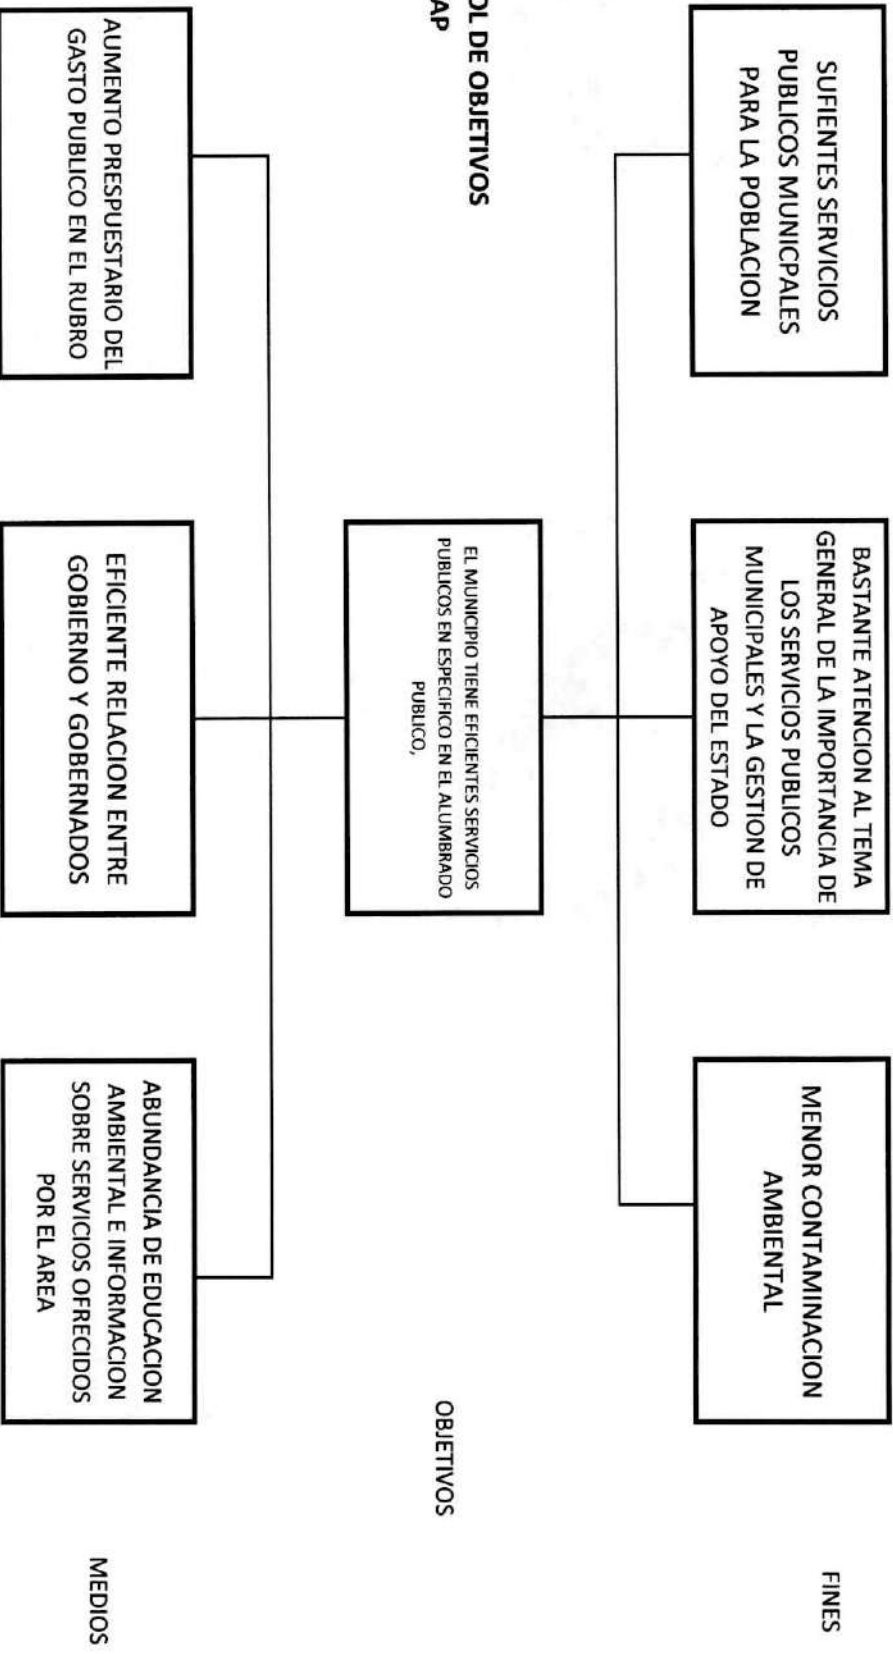 SUFIENTES SERVICIOS
PUBLICOS MUNICPALES
PARA LA POBLACION
BASTANTE ATENCION AL TEMA
GENERAL DE LA IMPORTANCIA DE
LOS SERVICIOS PUBLICOS
MUNICIPALES Y LA GESTION DE
APOYO DEL ESTADO
MENOR CONTAMINACION
AMBIENTAL
FINES
OL DE OBJETIVOS
AP
EL MUNICIPIO TIENE EFICIENTES SERVICIOS
PUBLICOS EN ESPECIFICO EN EL ALUMBRADO
PUBLICO,
OBJETIVOS
AUMENTO PRESPUESTARIO DEL
GASTO PUBLICO EN EL RUBRO
EFICIENTE RELACION ENTRE
GOBIERNO Y GOBERNADOS
ABUNDANCIA DE EDUCACION
AMBIENTAL E INFORMACION
SOBRE SERVICIOS OFRECIDOS
POR EL AREA
MEDIOS